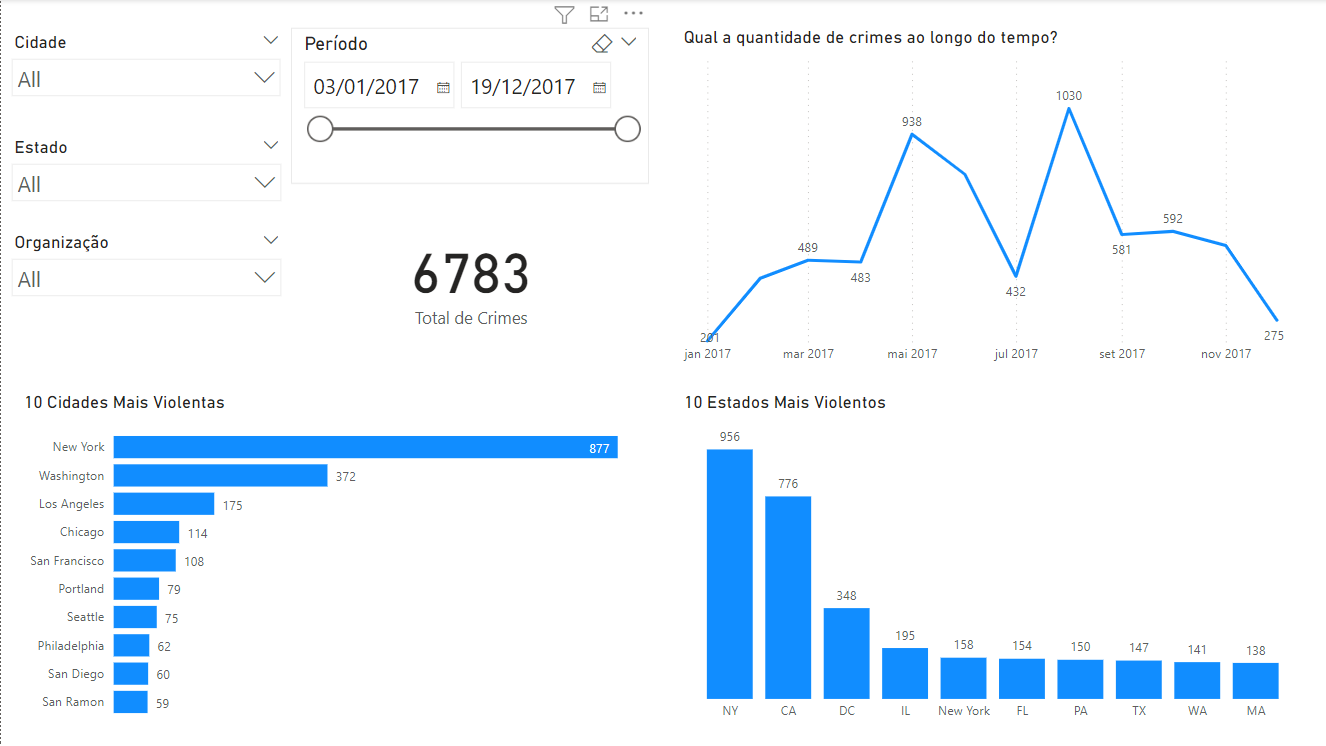 Cidade
All
Estado
All
Organização
All
Período
03/01/2017
19/12/2017
6783
Total de Crimes
Qual a quantidade de crimes ao longo do tempo?
1030
938
592
489
483
581
432
201
275
jan 2017
mar 2017
mai 2017
jul 2017
set 2017
nov 2017
10 Cidades Mais Violentas
New York 877
Washington 372
Los Angeles 175
Chicago 114
San Francisco 108
Portland 79
Seattle 75
Philadelphia 62
San Diego 60
San Ramon 59
10 Estados Mais Violentos
956
776
348
195
158
154
150
147
141
138
NY
CA
DC
IL
New York
FL
PA
TX
WA
MA